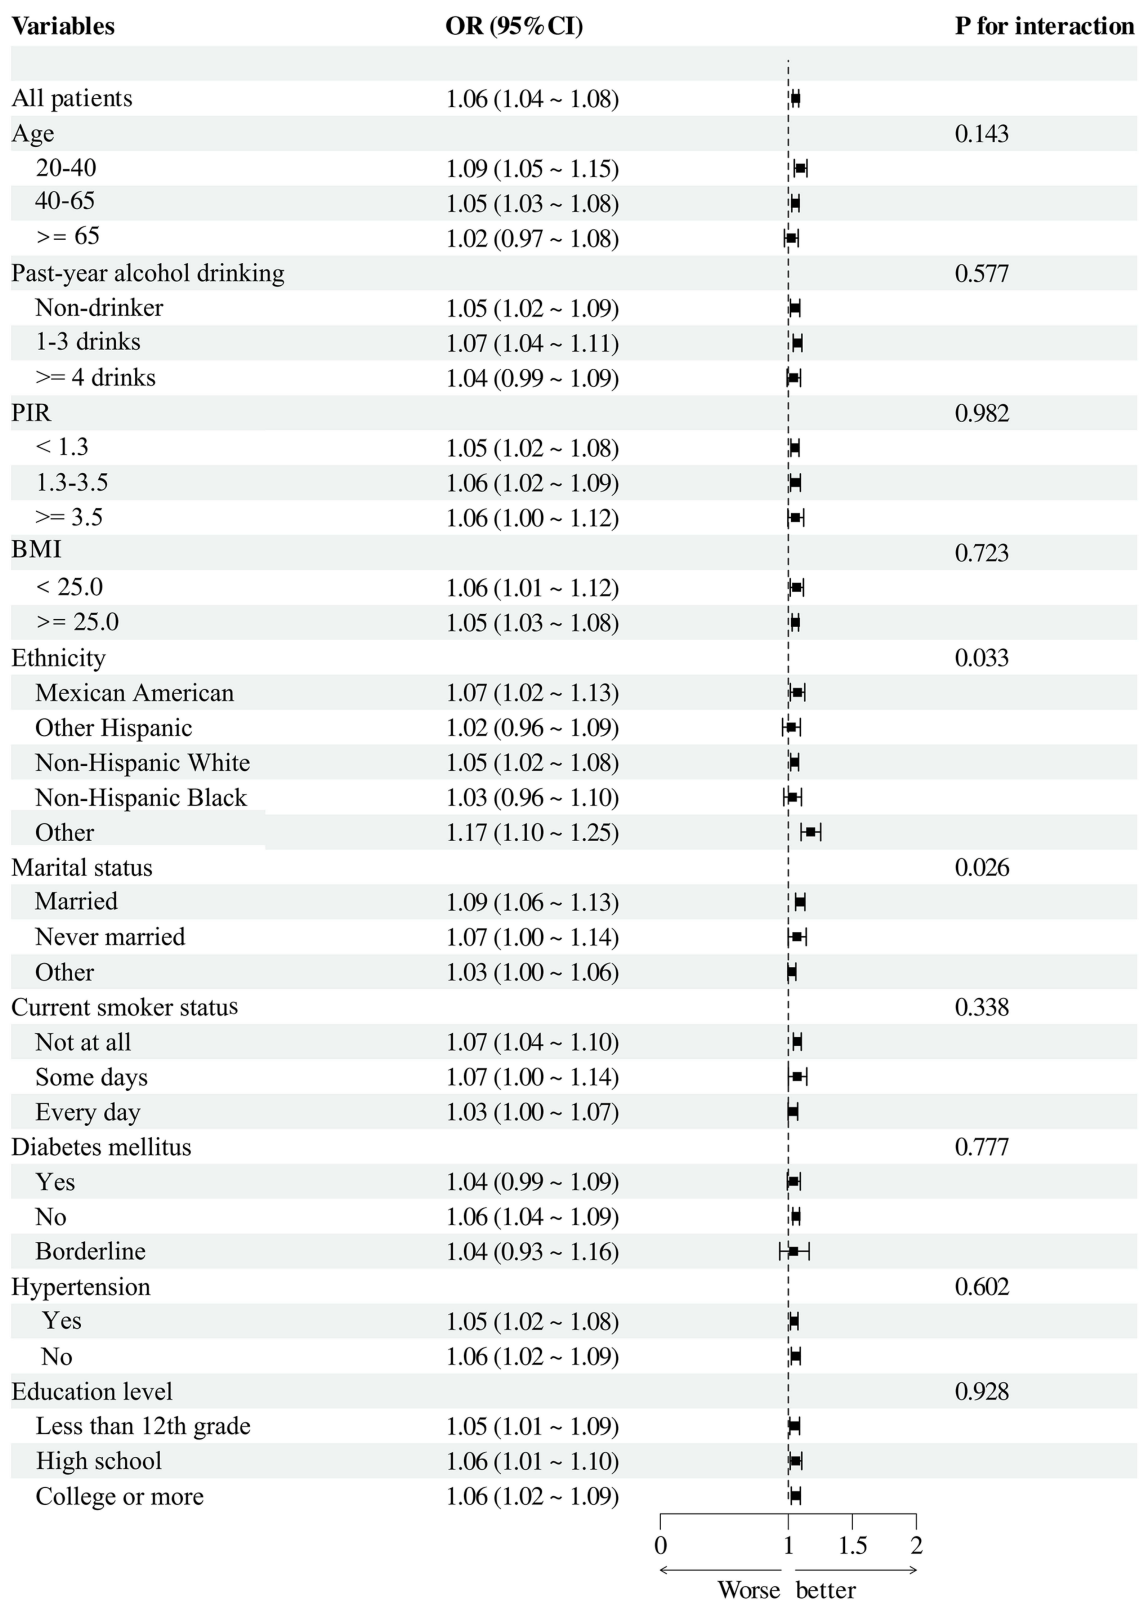 Variables OR (95%CI) P for interaction
All patients 1.06 (1.04 ~ 1.08)
Age 0.143
20-40 1.09 (1.05 ~ 1.15)
40-65 1.05 (1.03 ~ 1.08)
>= 65 1.02 (0.97 ~ 1.08)
Past-year alcohol drinking 0.577
Non-drinker 1.05 (1.02 ~ 1.09)
1-3 drinks 1.07 (1.04 ~ 1.11)
>= 4 drinks 1.04 (0.99 ~ 1.09)
PIR 0.982
< 1.3 1.05 (1.02 ~ 1.08)
1.3-3.5 1.06 (1.02 ~ 1.09)
>= 3.5 1.06 (1.00 ~ 1.12)
BMI 0.723
< 25.0 1.06 (1.01 ~ 1.12)
>= 25.0 1.05 (1.03 ~ 1.08)
Ethnicity 0.033
Mexican American 1.07 (1.02 ~ 1.13)
Other Hispanic 1.02 (0.96 ~ 1.09)
Non-Hispanic White 1.05 (1.02 ~ 1.08)
Non-Hispanic Black 1.03 (0.96 ~ 1.10)
Other 1.17 (1.10 ~ 1.25)
Marital status 0.026
Married 1.09 (1.06 ~ 1.13)
Never married 1.07 (1.00 ~ 1.14)
Other 1.03 (1.00 ~ 1.06)
Current smoker status 0.338
Not at all 1.07 (1.04 ~ 1.10)
Some days 1.07 (1.00 ~ 1.14)
Every day 1.03 (1.00 ~ 1.07)
Diabetes mellitus 0.777
Yes 1.04 (0.99 ~ 1.09)
No 1.06 (1.04 ~ 1.09)
Borderline 1.04 (0.93 ~ 1.16)
Hypertension 0.602
Yes 1.05 (1.02 ~ 1.08)
No 1.06 (1.02 ~ 1.09)
Education level 0.928
Less than 12th grade 1.05 (1.01 ~ 1.09)
High school 1.06 (1.01 ~ 1.10)
College or more 1.06 (1.02 ~ 1.09)
0 1 1.5 2
Worse better